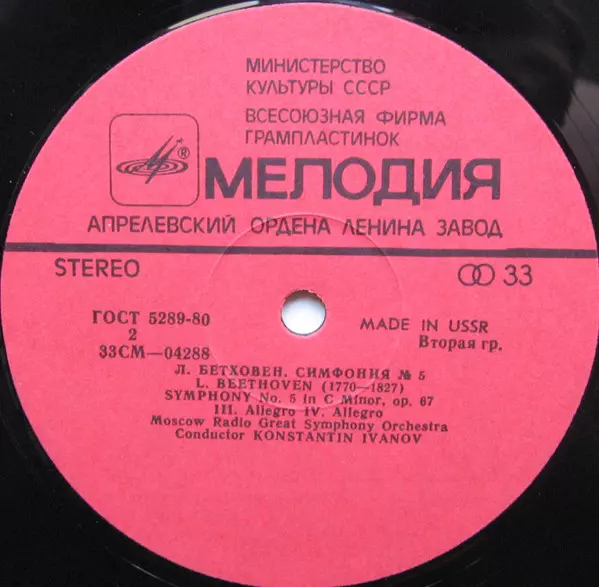 МИНИСТЕРСТВО
КУЛЬТУРЫ СССР
ВСЕСОЮЗНАЯ ФИРМА
ГРАМПЛАСТИНОК
®
МЕЛОДИЯ
АПРЕЛЕВСКИЙ ОРДЕНА ЛЕНИНА ЗАВОД
STEREO 33
ГОСТ 5289-80
2
33СМ—04288
MADE IN USSR
Вторая гр.
Л. БЕТХОВЕН. СИМФОНИЯ № 5
L. BEETHOVEN (1770—1827)
SYMPHONY No. 5 in C Minor, op. 67
III. Allegro IV. Allegro
Moscow Radio Great Symphony Orchestra
Conductor KONSTANTIN IVANOV